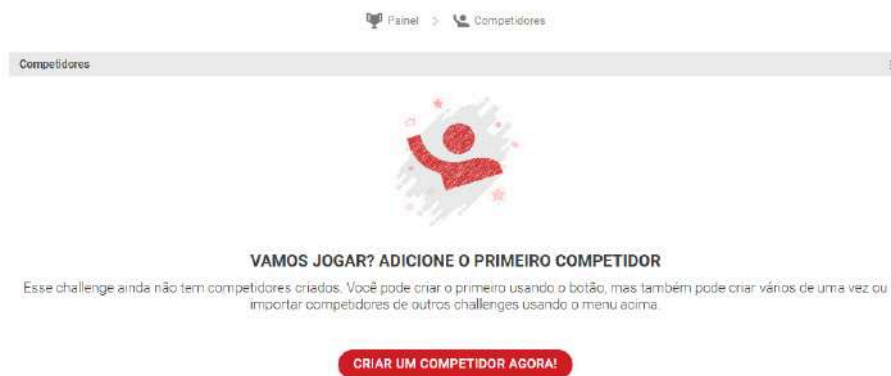 Painel > Competidores
Competidores
VAMOS JOGAR? ADICIONE O PRIMEIRO COMPETIDOR
Esse challenge ainda não tem competidores criados. Você pode criar o primeiro usando o botão, mas também pode criar vários de uma vez ou
importar competidores de outros challenges usando o menu acima.
CRIAR UM COMPETIDOR AGORA!